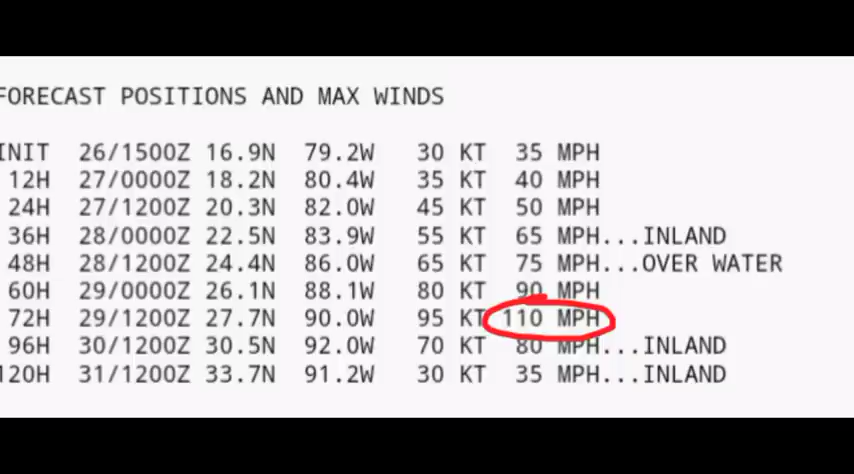 FORECAST POSITIONS AND MAX WINDS
INIT 26/1500Z 16.9N 79.2W 30 KT 35 MPH
12H 27/0000Z 18.2N 80.4W 35 KT 40 MPH
24H 27/1200Z 20.3N 82.0W 45 KT 50 MPH
36H 28/0000Z 22.5N 83.9W 55 KT 65 MPH...INLAND
48H 28/1200Z 24.4N 86.0W 65 KT 75 MPH...OVER WATER
60H 29/0000Z 26.1N 88.1W 80 KT 90 MPH
72H 29/1200Z 27.7N 90.0W 95 KT 110 MPH
96H 30/1200Z 30.5N 92.0W 70 KT 80 MPH...INLAND
120H 31/1200Z 33.7N 91.2W 30 KT 35 MPH...INLAND